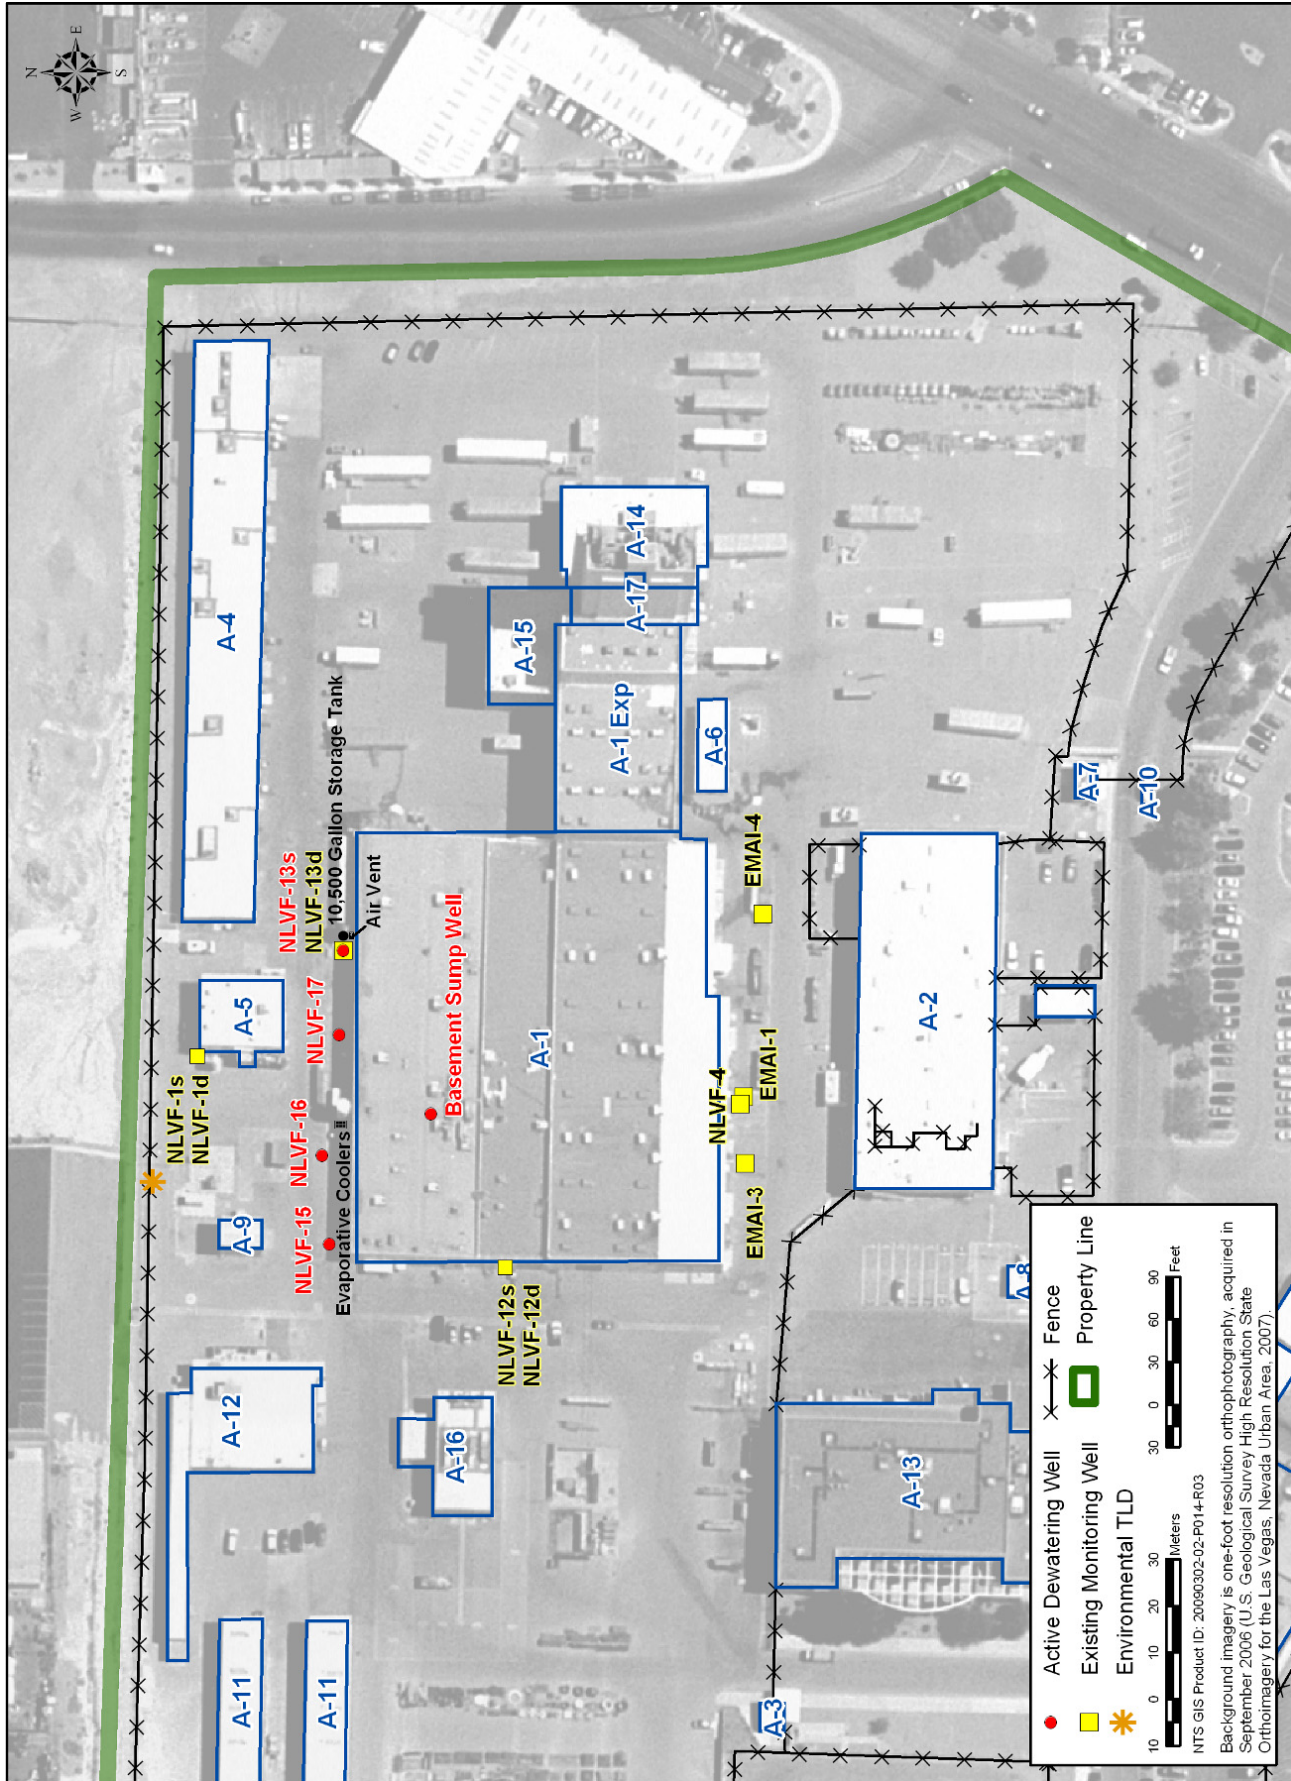 N
W
E
S
A-4
10,500 Gallon Storage Tank
NLVF-13s
NLVF-13d
Air Vent
A-5
NLVF-17
NLVF-1s
NLVF-1d
NLVF-16
Evaporative Coolers
NLVF-15
A-9
A-12
A-11
A-11
A-14
A-17
A-15
A-1 Exp
A-6
Basement Sump Well
A-1
EMAI-4
NLVF-4
EMAI-1
EMAI-3
NLVF-12s
NLVF-12d
A-16
A-7
A-10
A-2
A-8
A-13
A-3
Active Dewatering Well
Fence
Existing Monitoring Well
Property Line
Environmental TLD
10 0 10 20 30
Meters
30 0 30 60 90
Feet
NTS GIS Product ID: 20090302-02-P014-R03
Background imagery is one-foot resolution orthophotography, acquired in
September 2006 (U.S. Geological Survey High Resolution State
Orthoimagery for the Las Vegas, Nevada Urban Area, 2007).